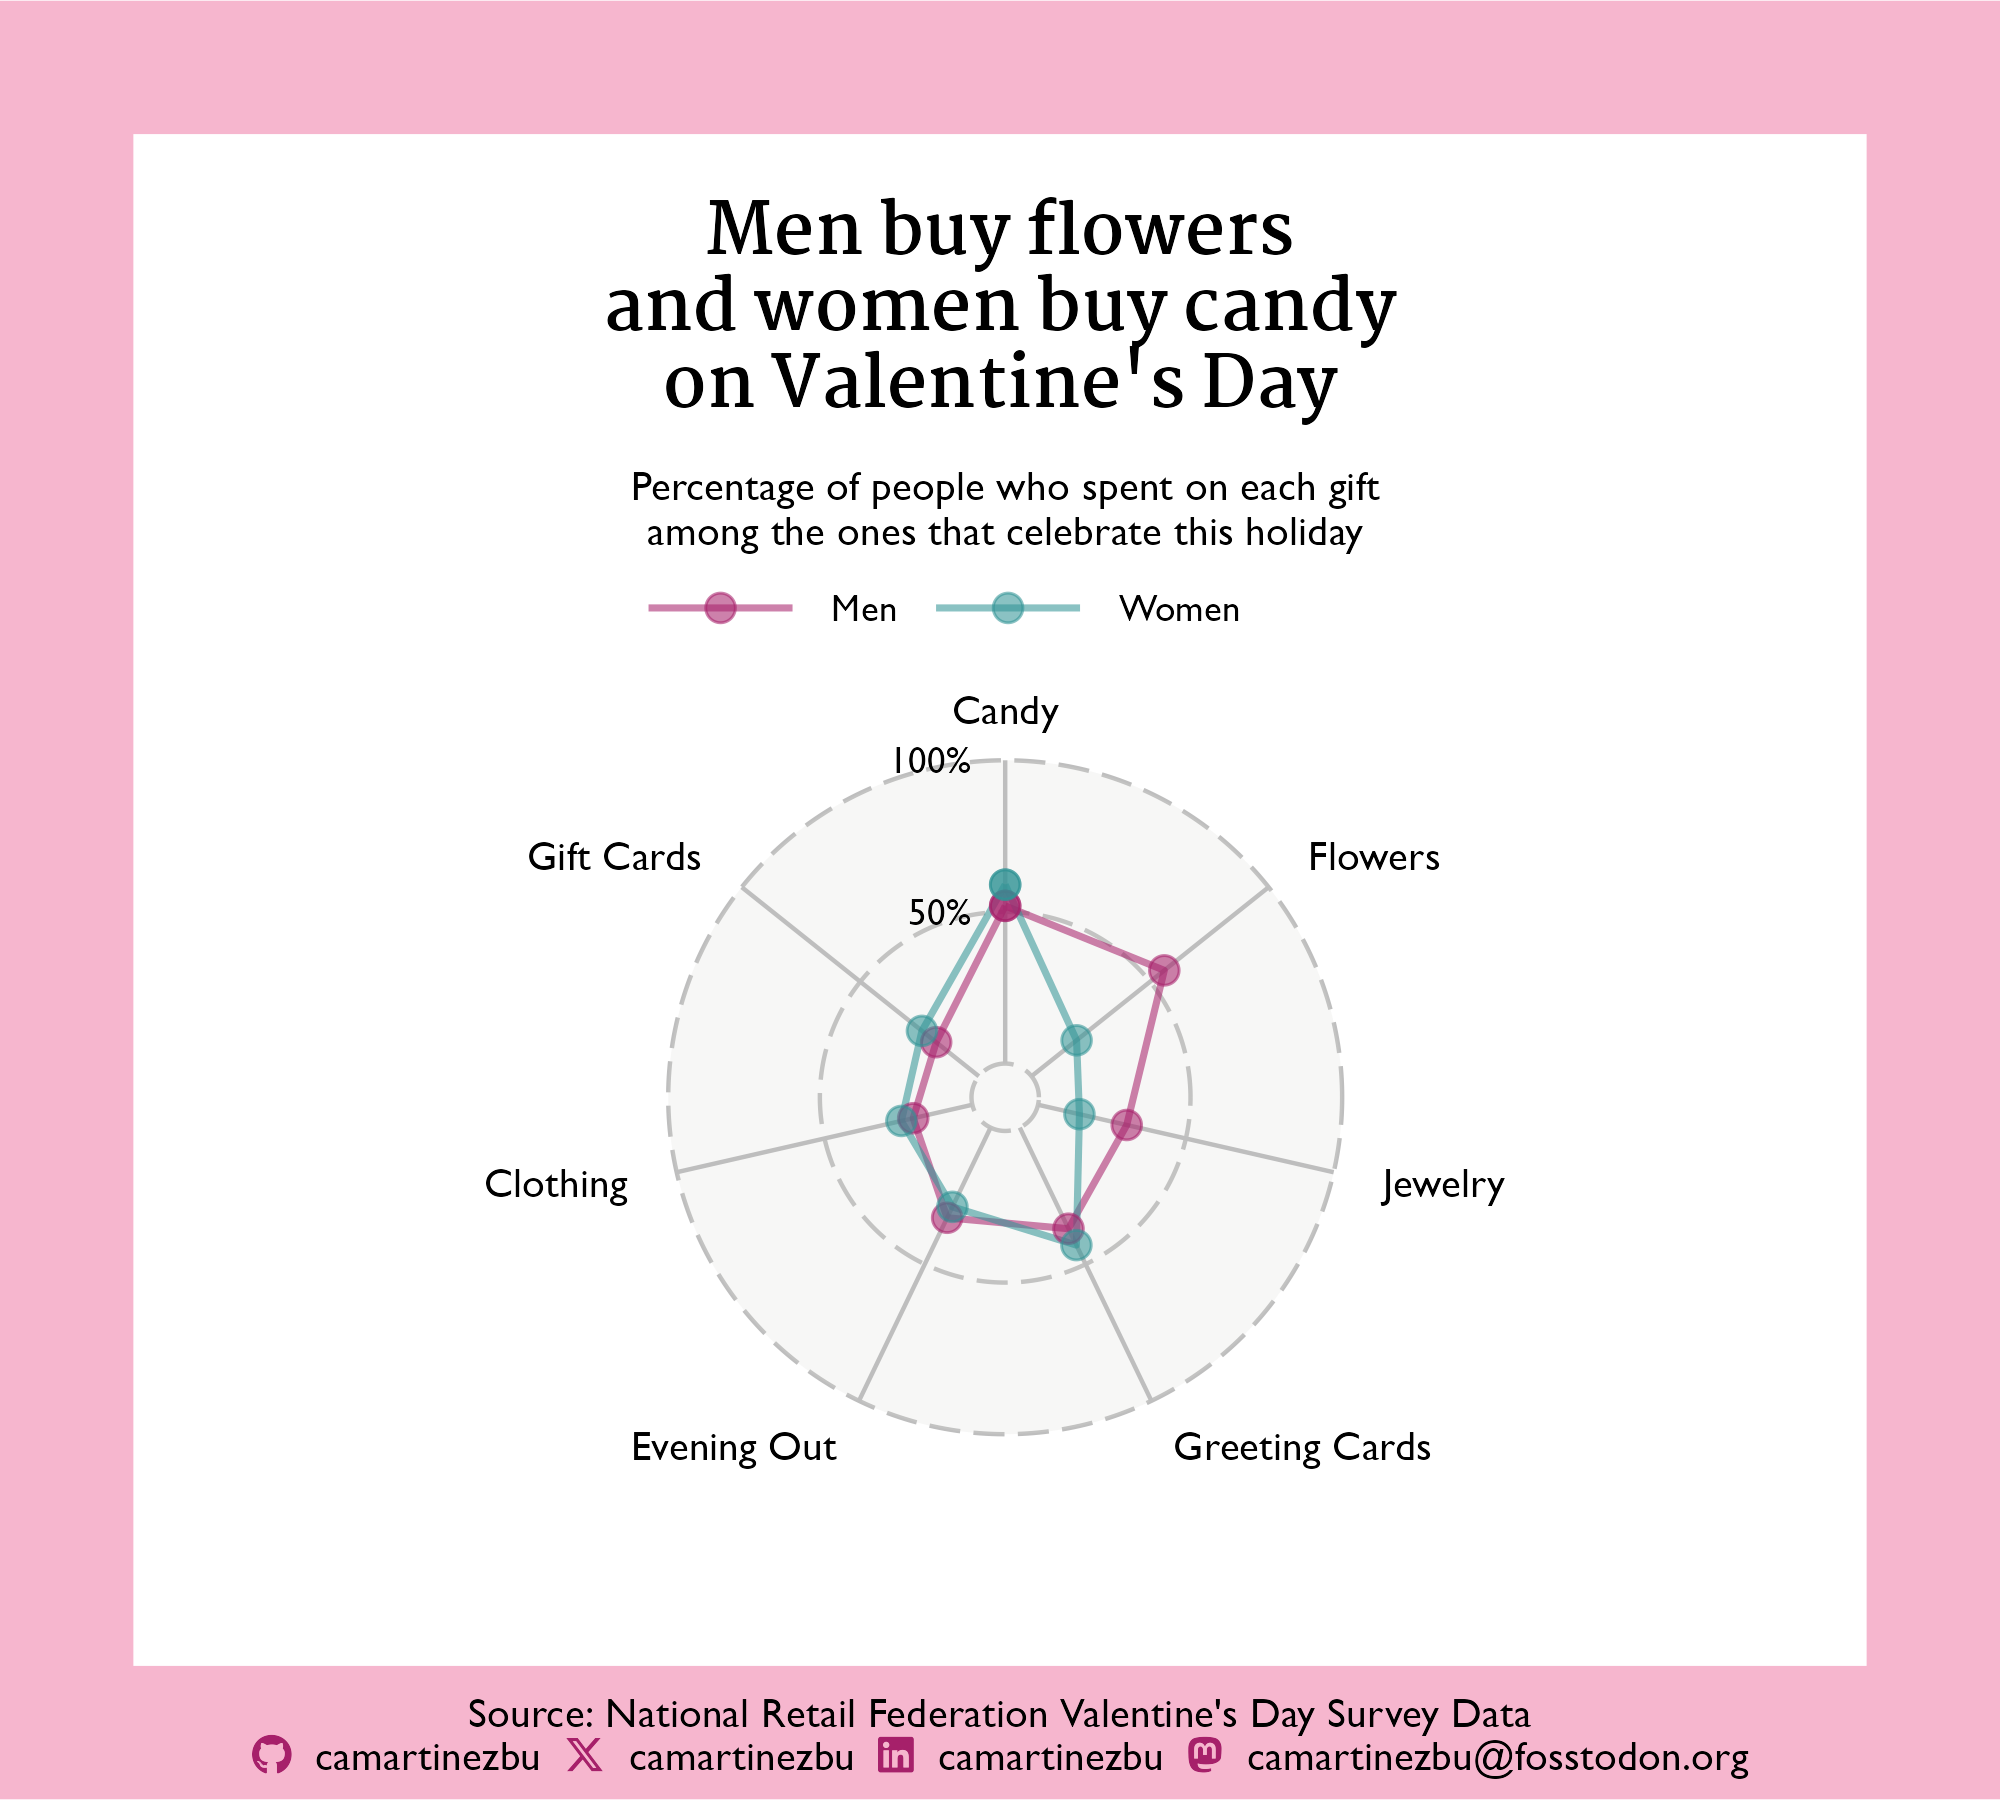 Men buy flowers
and women buy candy
on Valentine's Day
Percentage of people who spent on each gift
among the ones that celebrate this holiday
Men Women
Candy
100%
Gift Cards Flowers
50%
Clothing Jewelry
Evening Out Greeting Cards
Source: National Retail Federation Valentine's Day Survey Data
camartinezbu X camartinezbu in camartinezbu m camartinezbu@fosstodon.org